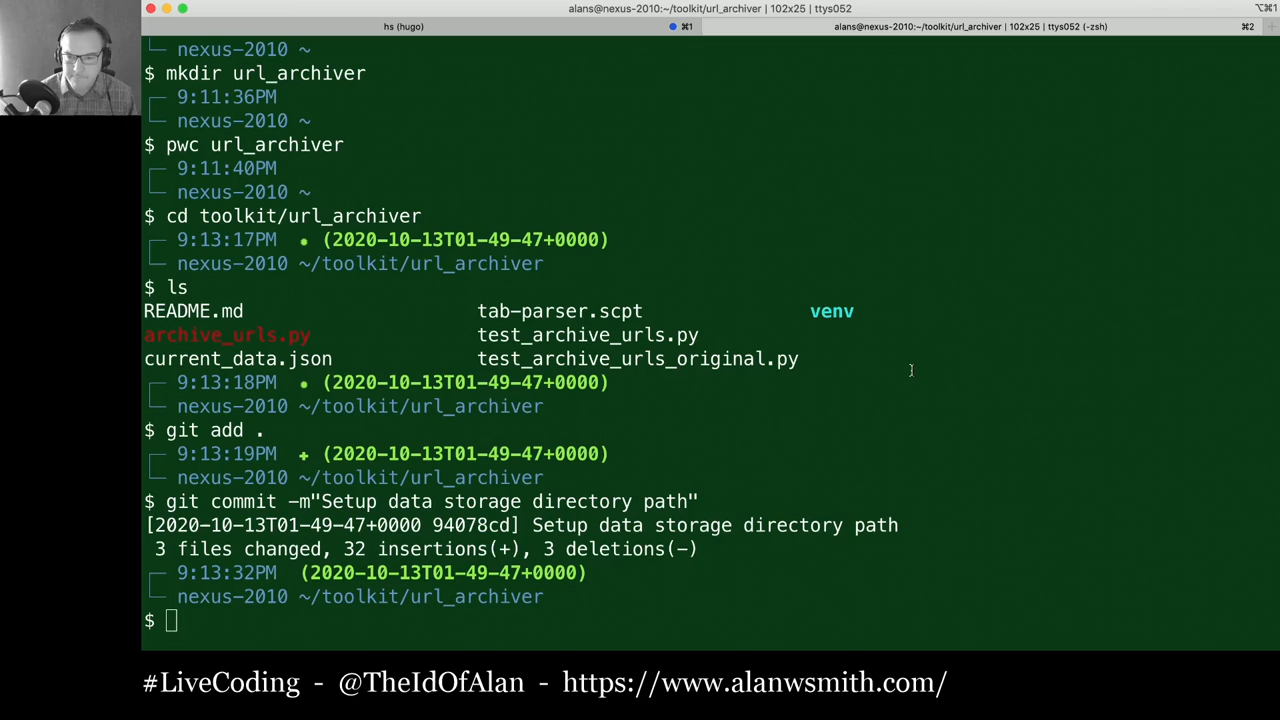 alans@nexus-2010:~/toolkit/url_archiver | 102x25 | ttys052
⌥⌘1
hs (hugo)
⌘1
alans@nexus-2010:~/toolkit/url_archiver | 102x25 | ttys052 (-zsh)
⌘2
nexus-2010 ~
$ mkdir url_archiver
9:11:36PM
nexus-2010 ~
$ pwc url_archiver
9:11:40PM
nexus-2010 ~
$ cd toolkit/url_archiver
9:13:17PM (2020-10-13T01-49-47+0000)
nexus-2010 ~/toolkit/url_archiver
$ ls
README.md tab-parser.scpt venv
archive_urls.py test_archive_urls.py
current_data.json test_archive_urls_original.py
9:13:18PM (2020-10-13T01-49-47+0000)
nexus-2010 ~/toolkit/url_archiver
$ git add .
9:13:19PM + (2020-10-13T01-49-47+0000)
nexus-2010 ~/toolkit/url_archiver
$ git commit -m"Setup data storage directory path"
[2020-10-13T01-49-47+0000 94078cd] Setup data storage directory path
3 files changed, 32 insertions(+), 3 deletions(-)
9:13:32PM (2020-10-13T01-49-47+0000)
nexus-2010 ~/toolkit/url_archiver
$
#LiveCoding - @TheIdOfAlan - https://www.alanwsmith.com/